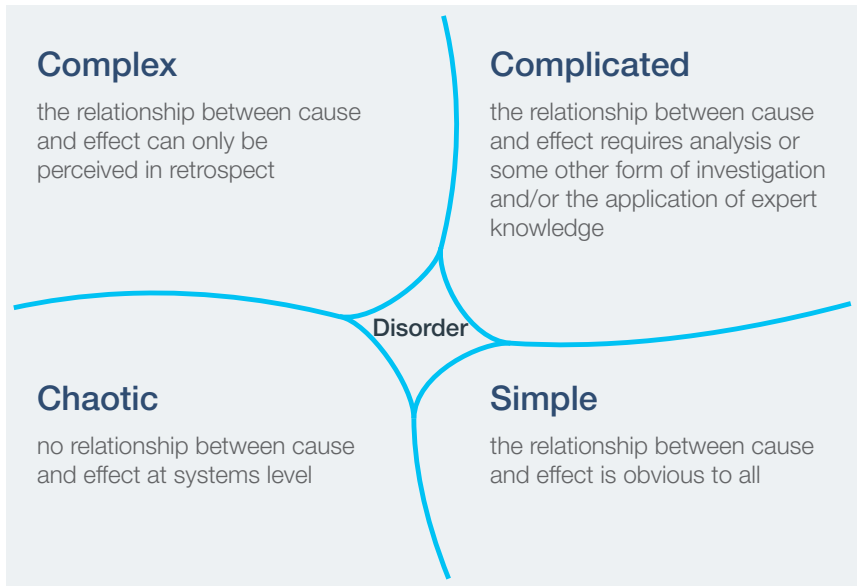 Complex
the relationship between cause
and effect can only be
perceived in retrospect
Complicated
the relationship between cause
and effect requires analysis or
some other form of investigation
and/or the application of expert
knowledge
Disorder
Chaotic
no relationship between cause
and effect at systems level
Simple
the relationship between cause
and effect is obvious to all